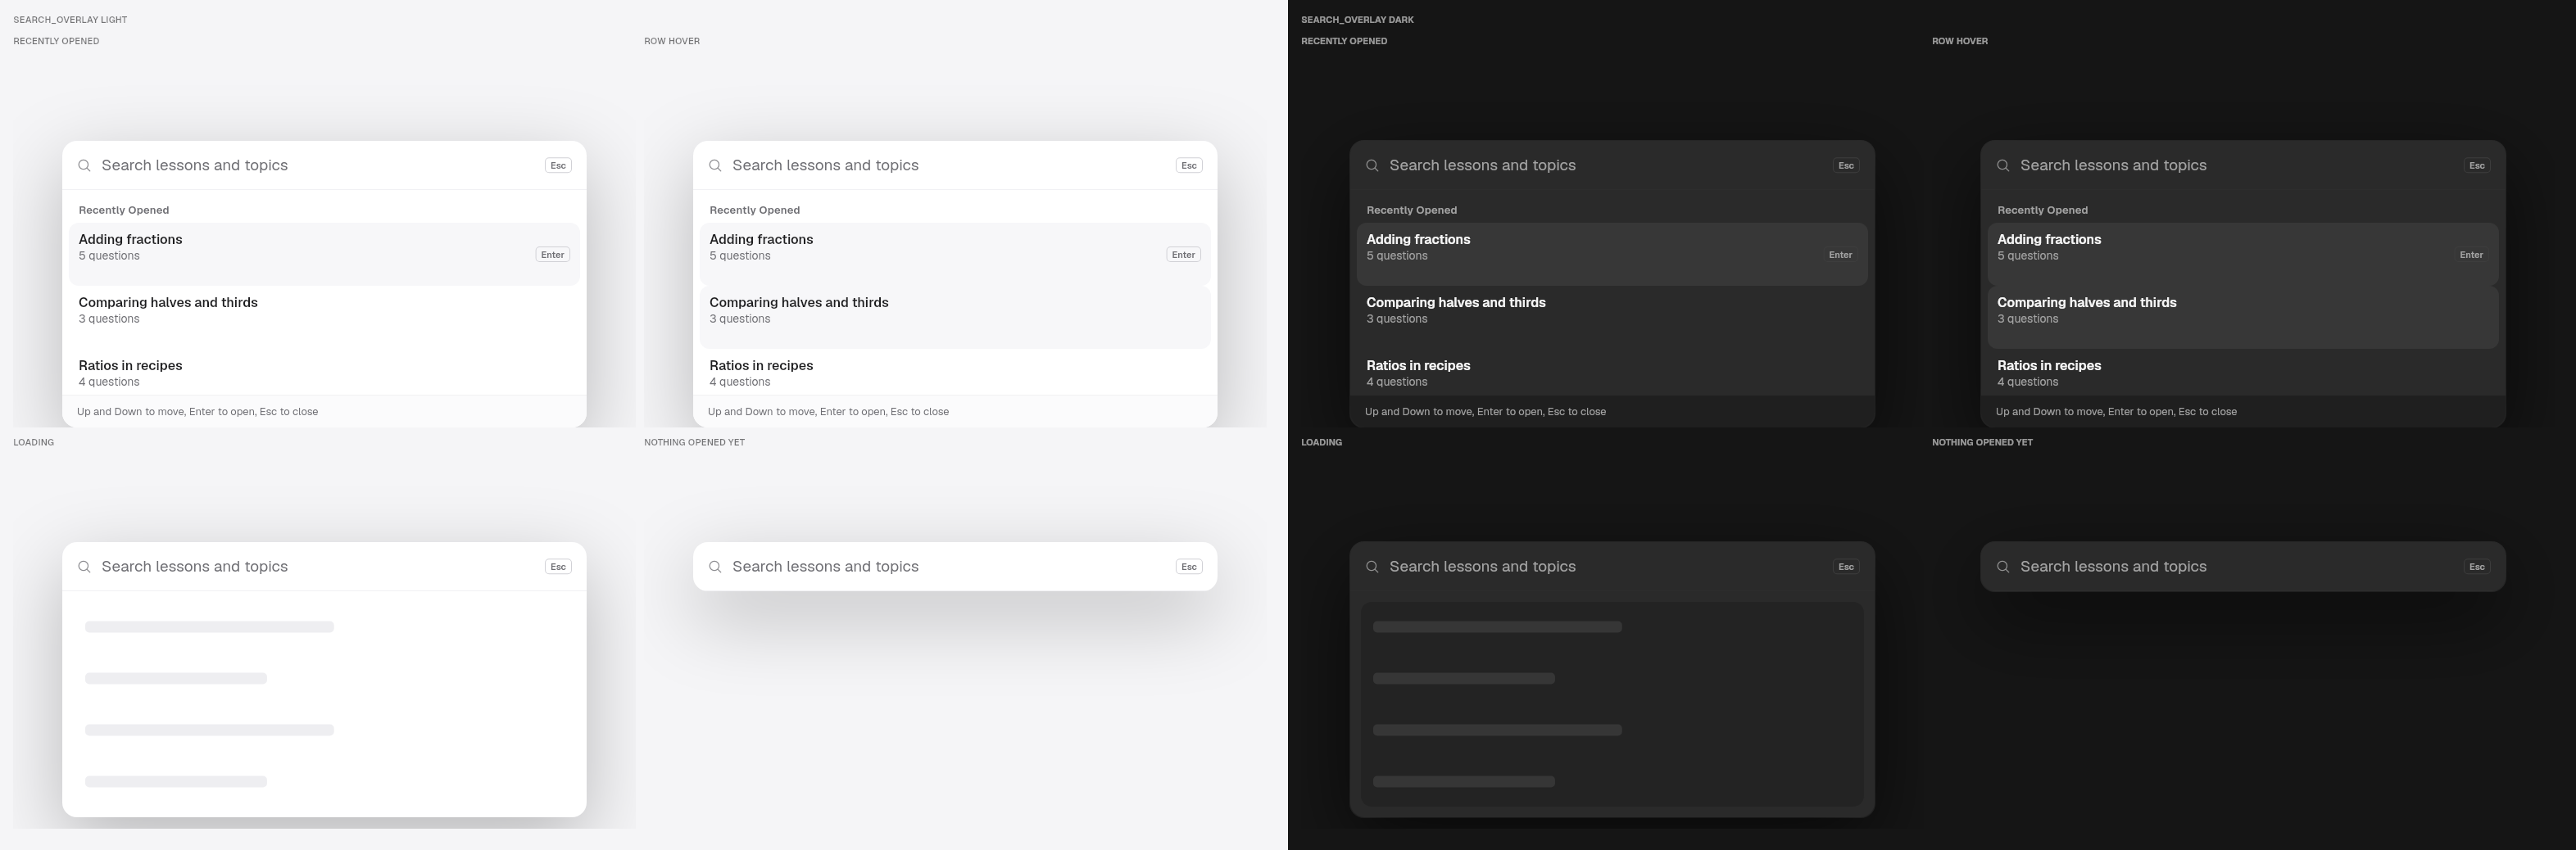 SEARCH_OVERLAY LIGHT
RECENTLY OPENED
Search lessons and topics
Esc
Recently Opened
Adding fractions
5 questions
Enter
Comparing halves and thirds
3 questions
Ratios in recipes
4 questions
Up and Down to move, Enter to open, Esc to close
ROW HOVER
Search lessons and topics
Esc
Recently Opened
Adding fractions
5 questions
Enter
Comparing halves and thirds
3 questions
Ratios in recipes
4 questions
Up and Down to move, Enter to open, Esc to close
LOADING
Search lessons and topics
Esc
NOTHING OPENED YET
Search lessons and topics
Esc
SEARCH_OVERLAY DARK
RECENTLY OPENED
Search lessons and topics
Esc
Recently Opened
Adding fractions
5 questions
Enter
Comparing halves and thirds
3 questions
Ratios in recipes
4 questions
Up and Down to move, Enter to open, Esc to close
ROW HOVER
Search lessons and topics
Esc
Recently Opened
Adding fractions
5 questions
Enter
Comparing halves and thirds
3 questions
Ratios in recipes
4 questions
Up and Down to move, Enter to open, Esc to close
LOADING
Search lessons and topics
Esc
NOTHING OPENED YET
Search lessons and topics
Esc